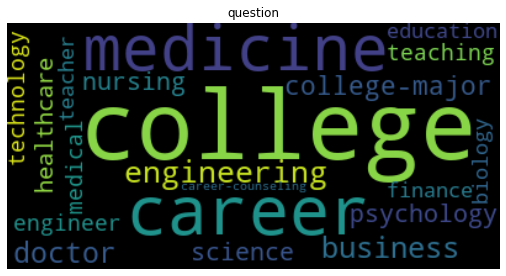 question
medicine
education
teaching
technology
teacher
nursing
college-major
healthcare
medical
college
engineering
career-counseling
biology
finance
career
psychology
engineer
doctor
science
business